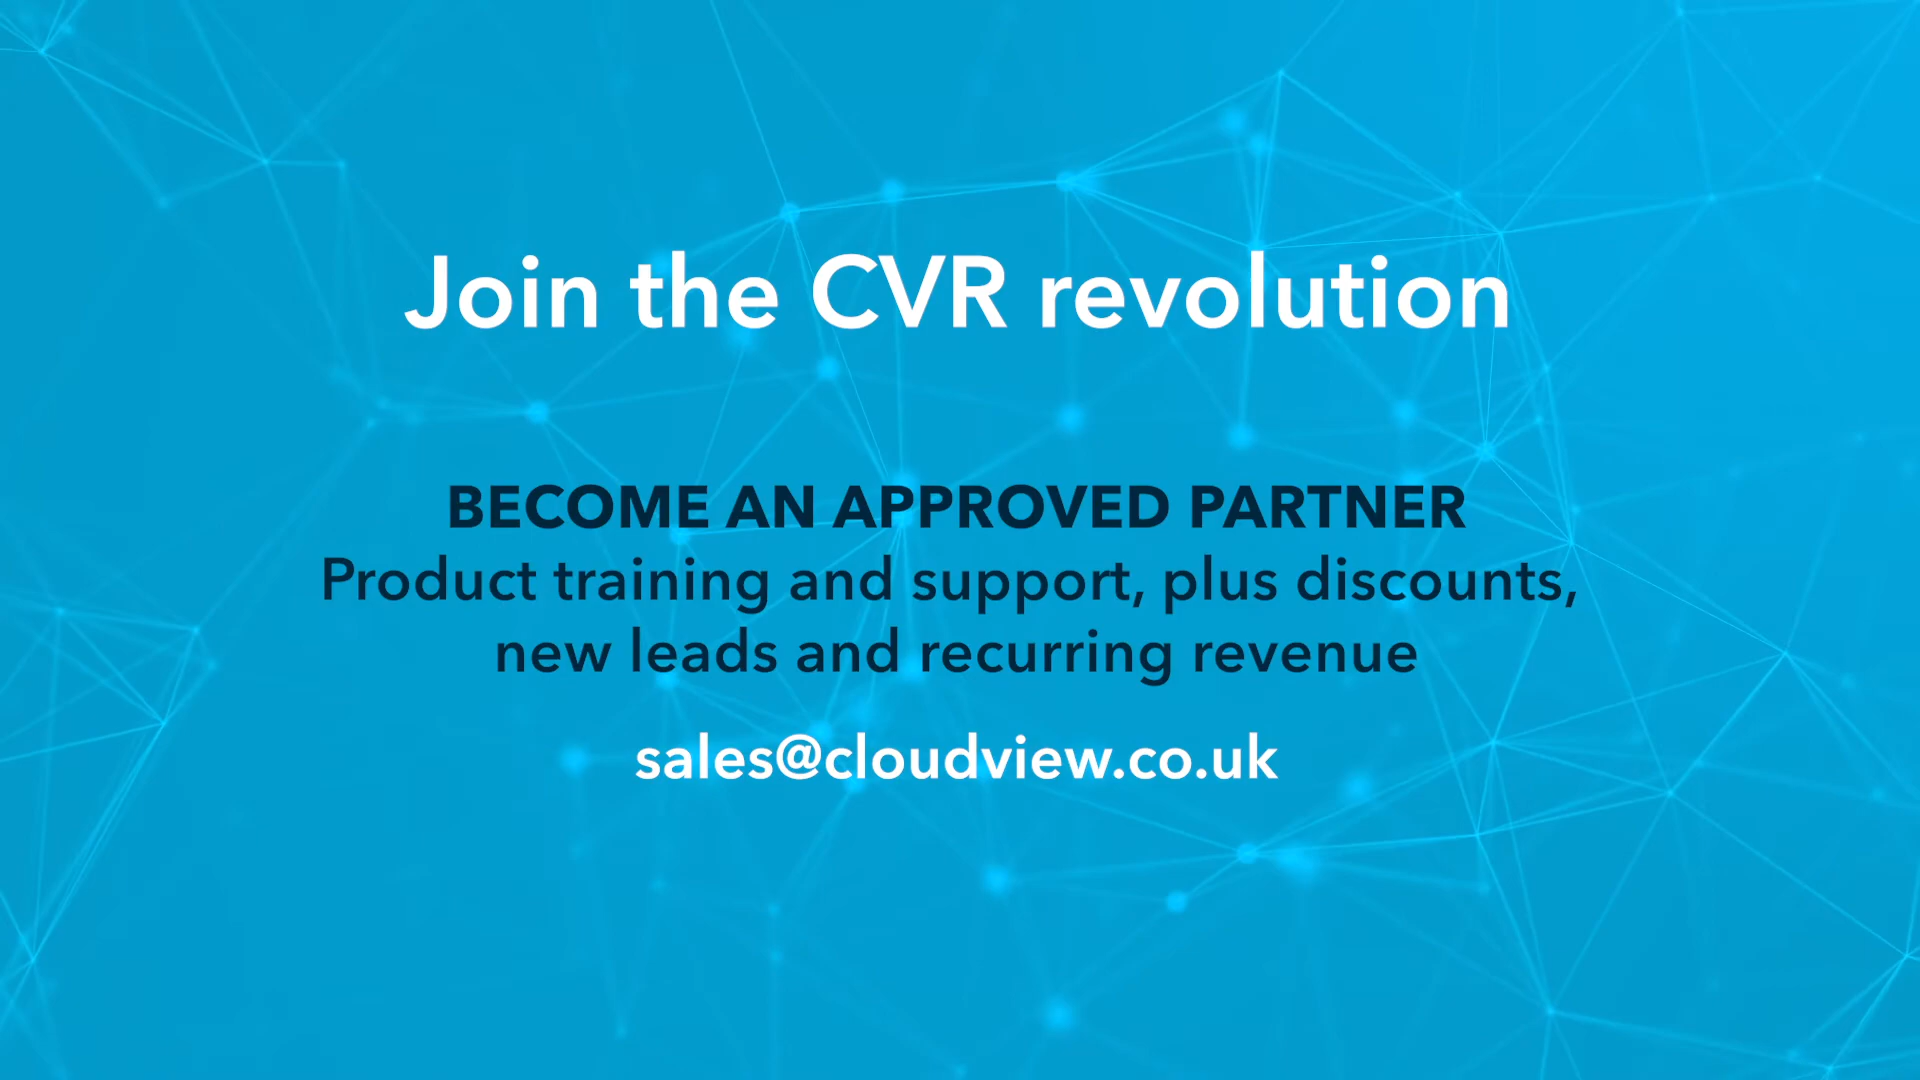 Join the CVR revolution
BECOME AN APPROVED PARTNER
Product training and support, plus discounts,
new leads and recurring revenue
sales@cloudview.co.uk